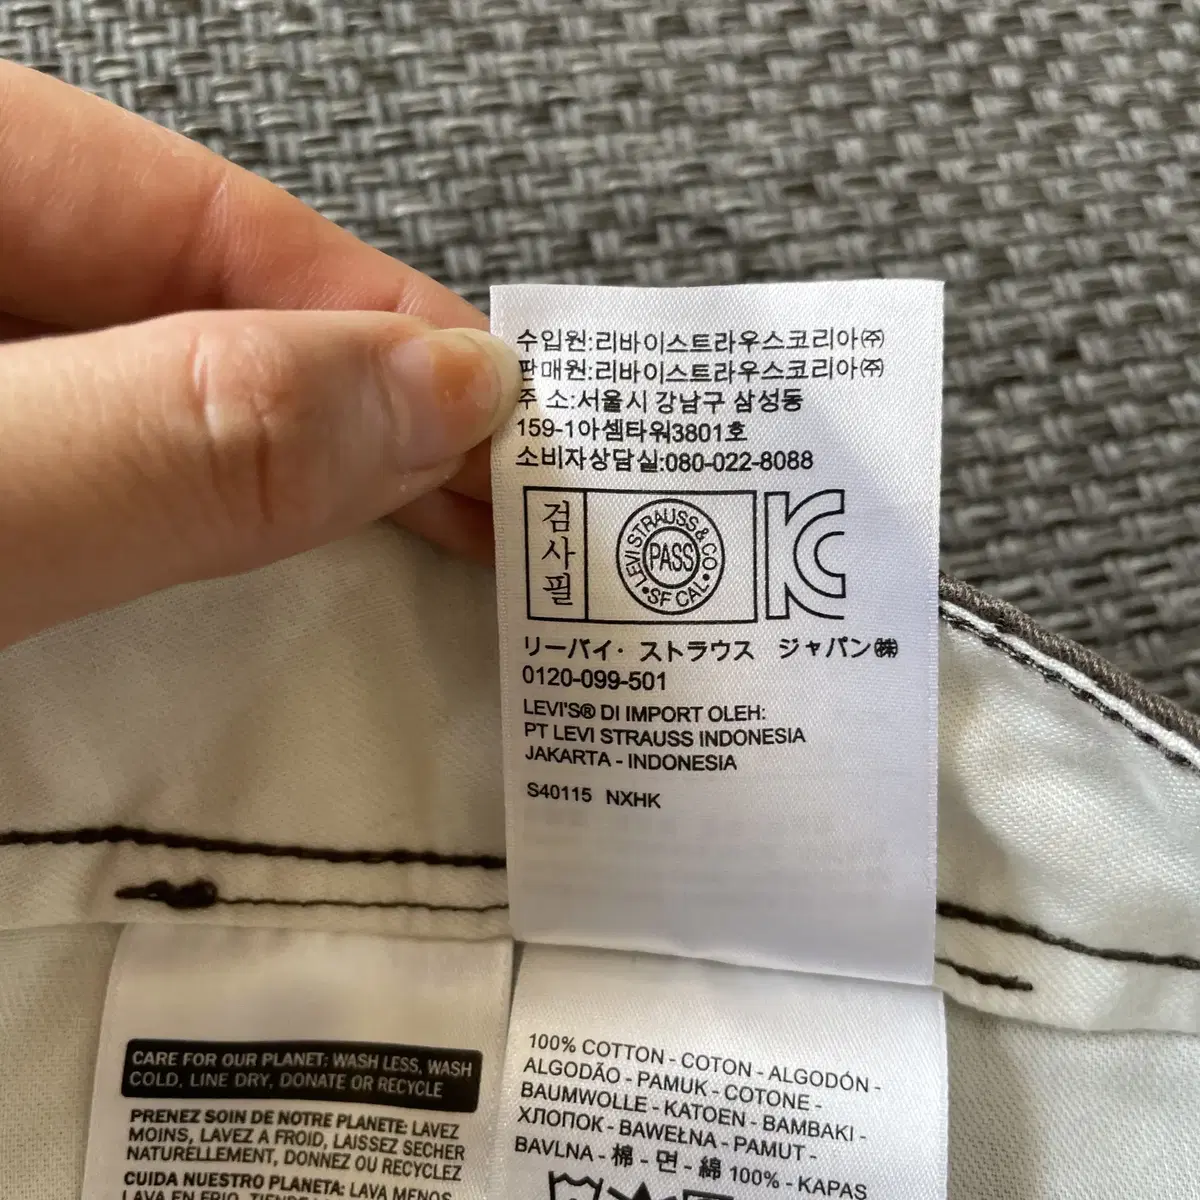 수입원:리바이스트라우스코리아㈜
판매원:리바이스트라우스코리아㈜
주 소:서울시 강남구 삼성동
159-1아셈타워3801호
소비자상담실:080-022-8088
검사필
LEVI STRAUSS & CO
PASS
•SF CAL•
KC
リーバイ・ストラウス ジャパン㈱
0120-099-501
LEVI'S® DI IMPORT OLEH:
PT LEVI STRAUSS INDONESIA
JAKARTA - INDONESIA
S40115 NXHK
CARE FOR OUR PLANET: WASH LESS, WASH
COLD, LINE DRY, DONATE OR RECYCLE
PRENEZ SOIN DE NOTRE PLANETE: LAVEZ
MOINS, LAVEZ A FROID, LAISSEZ SECHER
NATURELLEMENT, DONNEZ OU RECYCLEZ
CUIDA NUESTRO PLANETA: LAVA MENOS
LAVA EN FRIO,
100% COTTON - COTON - ALGODÓN -
ALGODÃO - PAMUK - COTONE -
BAUMWOLLE - KATOEN - BAMBAKI -
ХЛОПОК - BAWEŁNA - PAMUT -
BAVLNA - 棉 - 면 - 綿 100% - KAPAS